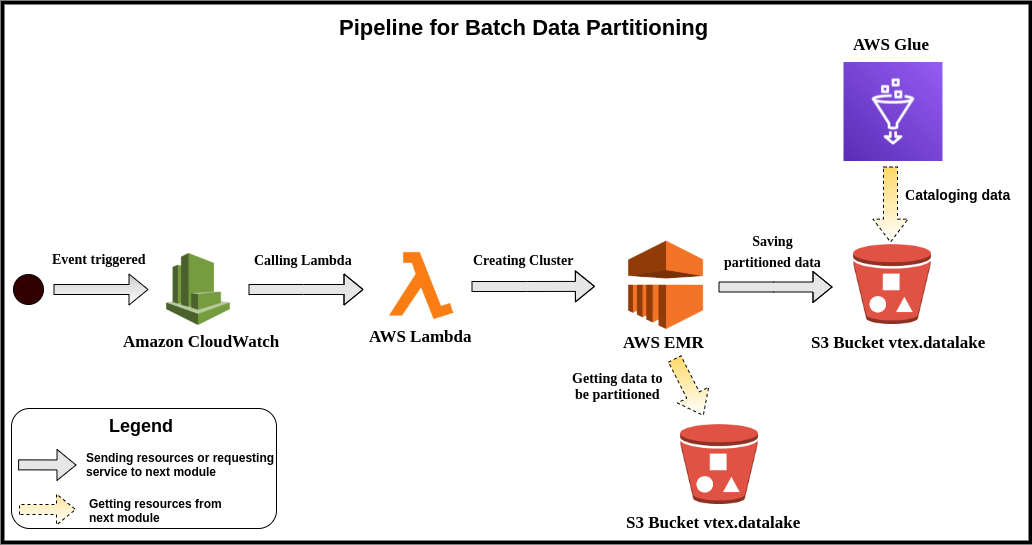 Pipeline for Batch Data Partitioning
AWS Glue
Cataloging data
Event triggered
Calling Lambda
Creating Cluster
Saving
partitioned data
Amazon CloudWatch
AWS Lambda
AWS EMR
S3 Bucket vtex.datalake
Getting data to
be partitioned
S3 Bucket vtex.datalake
Legend
Sending resources or requesting
service to next module
Getting resources from
next module